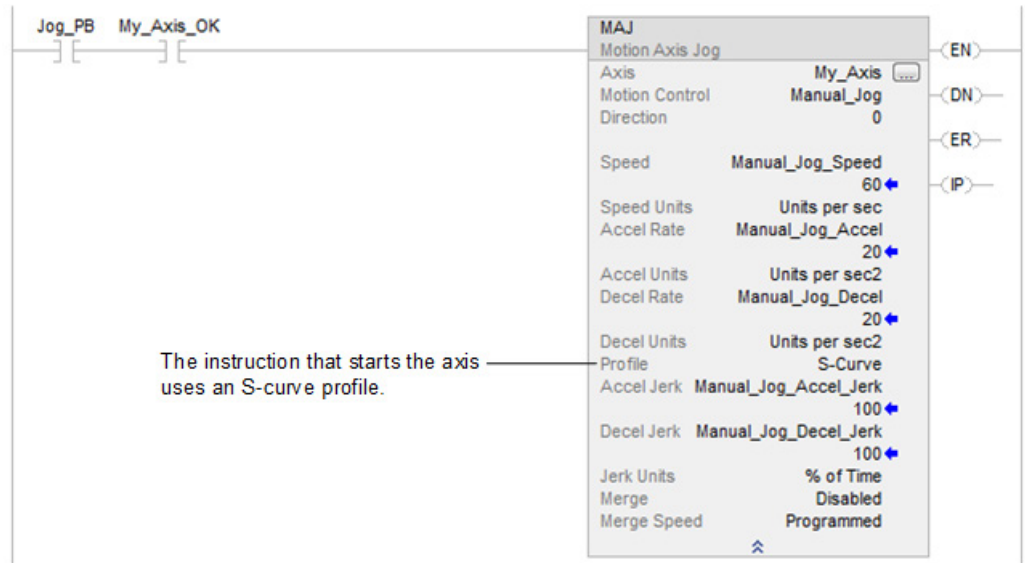 Jog_PB My_Axis_OK
MAJ
Motion Axis Jog
Axis My_Axis ...
Motion Control Manual_Jog
Direction 0
Speed Manual_Jog_Speed
60
Speed Units Units per sec
Accel Rate Manual_Jog_Accel
20
Accel Units Units per sec2
Decel Rate Manual_Jog_Decel
20
Decel Units Units per sec2
Profile S-Curve
Accel Jerk Manual_Jog_Accel_Jerk
100
Decel Jerk Manual_Jog_Decel_Jerk
100
Jerk Units % of Time
Merge Disabled
Merge Speed Programmed
EN
DN
ER
IP
The instruction that starts the axis
uses an S-curve profile.